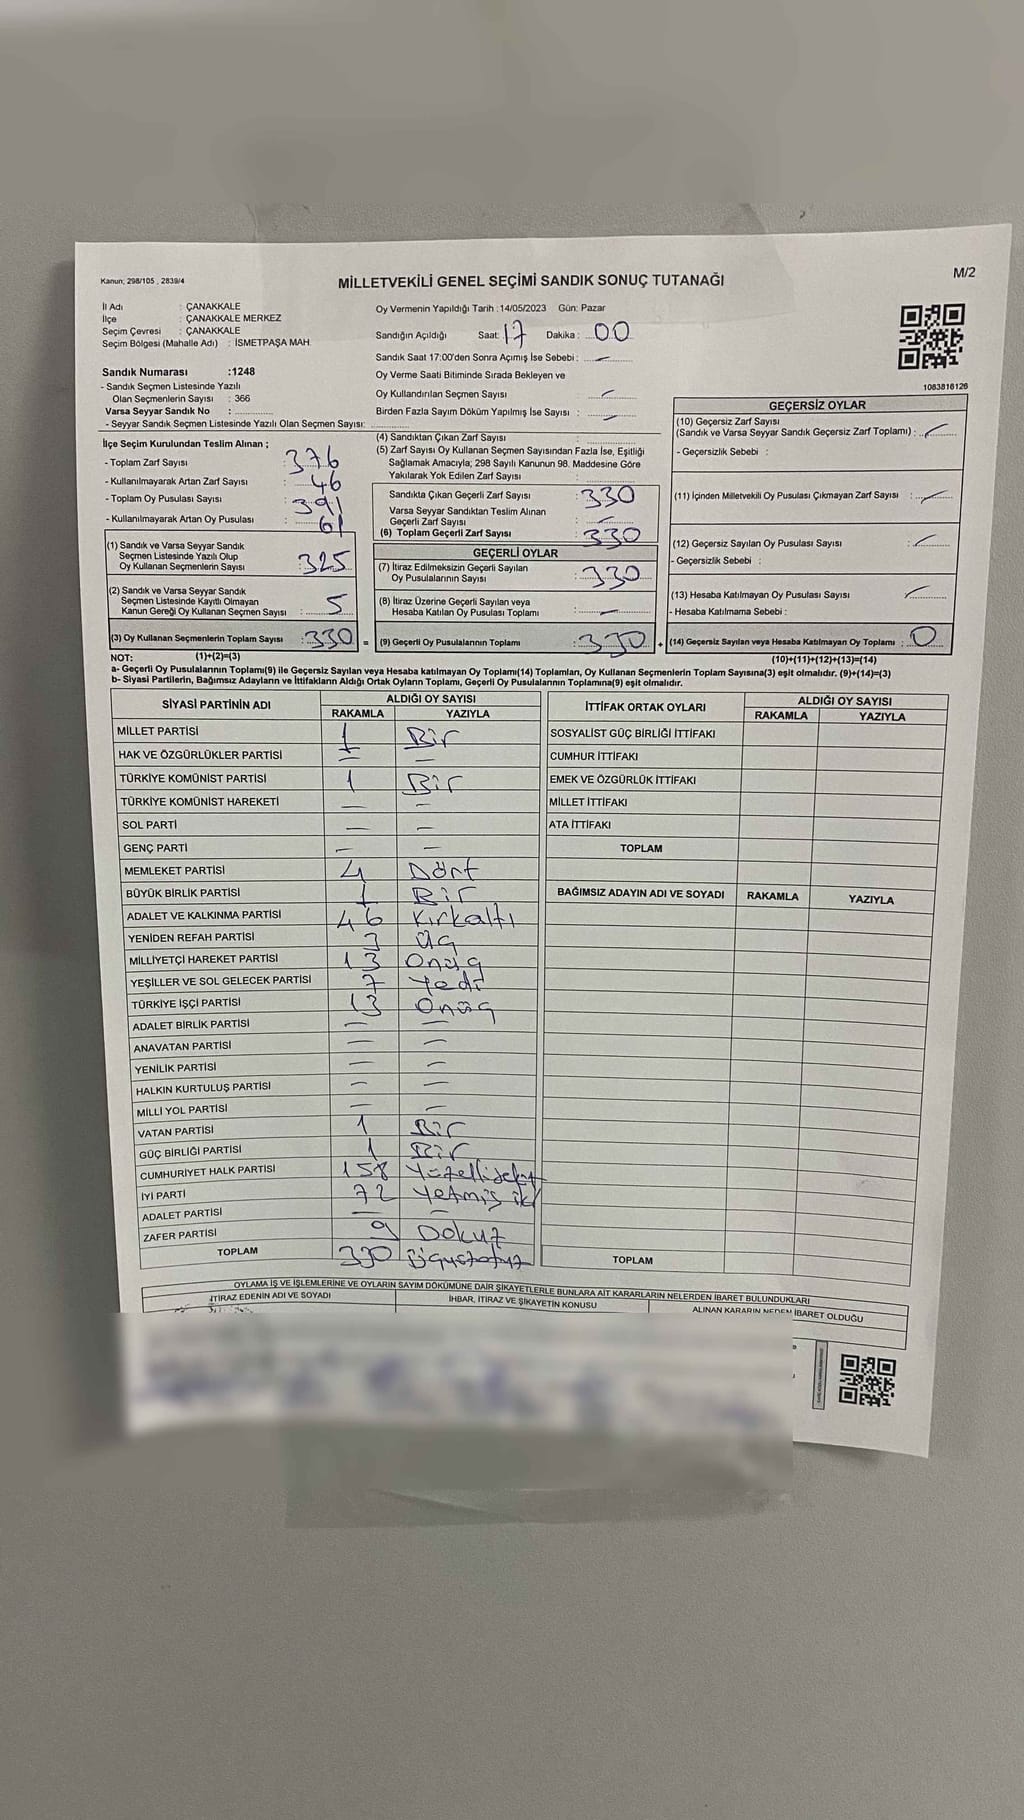 Kanun; 298/105 , 2839/4
MİLLETVEKİLİ GENEL SEÇİMİ SANDIK SONUÇ TUTANAĞI
M/2
İl Adı : ÇANAKKALE
İlçe : ÇANAKKALE MERKEZ
Seçim Çevresi : ÇANAKKALE
Seçim Bölgesi (Mahalle Adı) : İSMETPAŞA MAH.
Sandık Numarası :1248
- Sandık Seçmen Listesinde Yazılı
Olan Seçmenlerin Sayısı : 366
Varsa Seyyar Sandık No :
- Seyyar Sandık Seçmen Listesinde Yazılı Olan Seçmen Sayısı:
Oy Vermenin Yapıldığı Tarih :14/05/2023 Gün: Pazar
Sandığın Açıldığı Saat: 17 Dakika : 00
Sandık Saat 17:00'den Sonra Açımış İse Sebebi : —
Oy Verme Saati Bitiminde Sırada Bekleyen ve
Oy Kullandırılan Seçmen Sayısı : —
Birden Fazla Sayım Döküm Yapılmış İse Sayısı : —
1083816126
İlçe Seçim Kurulundan Teslim Alınan ;
- Toplam Zarf Sayısı : 376
- Kullanılmayarak Artan Zarf Sayısı : 46
- Toplam Oy Pusulası Sayısı : 391
- Kullanılmayarak Artan Oy Pusulası : 61
(1) Sandık ve Varsa Seyyar Sandık
Seçmen Listesinde Yazılı Olup
Oy Kullanan Seçmenlerin Sayısı : 325
(2) Sandık ve Varsa Seyyar Sandık
Seçmen Listesinde Kayıtlı Olmayan
Kanun Gereği Oy Kullanan Seçmen Sayısı : 5
(3) Oy Kullanan Seçmenlerin Toplam Sayısı : 330 =
(4) Sandıktan Çıkan Zarf Sayısı :
(5) Zarf Sayısı Oy Kullanan Seçmen Sayısından Fazla İse, Eşitliği
Sağlamak Amacıyla; 298 Sayılı Kanunun 98. Maddesine Göre
Yakılarak Yok Edilen Zarf Sayısı :
Sandıkta Çıkan Geçerli Zarf Sayısı : 330
Varsa Seyyar Sandıktan Teslim Alınan
Geçerli Zarf Sayısı : —
(6) Toplam Geçerli Zarf Sayısı : 330
GEÇERLİ OYLAR
(7) İtiraz Edilmeksizin Geçerli Sayılan
Oy Pusulalarının Sayısı : 330
(8) İtiraz Üzerine Geçerli Sayılan veya
Hesaba Katılan Oy Pusulası Toplamı : —
(9) Geçerli Oy Pusulalarının Toplamı : 330 +
GEÇERSİZ OYLAR
(10) Geçersiz Zarf Sayısı
(Sandık ve Varsa Seyyar Sandık Geçersiz Zarf Toplamı) : —
- Geçersizlik Sebebi :
(11) İçinden Milletvekili Oy Pusulası Çıkmayan Zarf Sayısı : —
(12) Geçersiz Sayılan Oy Pusulası Sayısı : —
- Geçersizlik Sebebi :
(13) Hesaba Katılmayan Oy Pusulası Sayısı : —
- Hesaba Katılmama Sebebi :
(14) Geçersiz Sayılan veya Hesaba Katılmayan Oy Toplamı : 0
NOT: (1)+(2)=(3) (10)+(11)+(12)+(13)=(14)
a- Geçerli Oy Pusulalarının Toplamı(9) ile Geçersiz Sayılan veya Hesaba katılmayan Oy Toplamı(14) Toplamları, Oy Kullanan Seçmenlerin Toplam Sayısına(3) eşit olmalıdır. (9)+(14)=(3)
b- Siyasi Partilerin, Bağımsız Adayların ve İttifakların Aldığı Ortak Oyların Toplamı, Geçerli Oy Pusulalarının Toplamına(9) eşit olmalıdır.
SİYASİ PARTİNİN ADI ALDIĞI OY SAYISI
RAKAMLA YAZIYLA
MİLLET PARTİSİ 1 Bir
HAK VE ÖZGÜRLÜKLER PARTİSİ — —
TÜRKİYE KOMÜNİST PARTİSİ 1 Bir
TÜRKİYE KOMÜNİST HAREKETİ — —
SOL PARTİ — —
GENÇ PARTİ — —
MEMLEKET PARTİSİ 4 Dört
BÜYÜK BİRLİK PARTİSİ 1 Bir
ADALET VE KALKINMA PARTİSİ 46 Kırkaltı
YENİDEN REFAH PARTİSİ 3 Üç
MİLLİYETÇİ HAREKET PARTİSİ 13 Onüç
YEŞİLLER VE SOL GELECEK PARTİSİ 7 Yedi
TÜRKİYE İŞÇİ PARTİSİ 13 Onüç
ADALET BİRLİK PARTİSİ — —
ANAVATAN PARTİSİ — —
YENİLİK PARTİSİ — —
HALKIN KURTULUŞ PARTİSİ — —
MİLLİ YOL PARTİSİ — —
VATAN PARTİSİ 1 Bir
GÜÇ BİRLİĞİ PARTİSİ 1 Bir
CUMHURİYET HALK PARTİSİ 158 Yüzellisekiz
İYİ PARTİ 72 Yetmiş iki
ADALET PARTİSİ — —
ZAFER PARTİSİ 9 Dokuz
TOPLAM 330 Üçyüzotuz
İTTİFAK ORTAK OYLARI ALDIĞI OY SAYISI
RAKAMLA YAZIYLA
SOSYALİST GÜÇ BİRLİĞİ İTTİFAKI
CUMHUR İTTİFAKI
EMEK VE ÖZGÜRLÜK İTTİFAKI
MİLLET İTTİFAKI
ATA İTTİFAKI
TOPLAM
BAĞIMSIZ ADAYIN ADI VE SOYADI RAKAMLA YAZIYLA
TOPLAM
OYLAMA İŞ VE İŞLEMLERİNE VE OYLARIN SAYIM DÖKÜMÜNE DAİR ŞİKAYETLERLE BUNLARA AİT KARARLARIN NELERDEN İBARET BULUNDUKLARI
İTİRAZ EDENİN ADI VE SOYADI İHBAR, İTİRAZ VE ŞİKAYETİN KONUSU ALINAN KARARIN NEDEN İBARET OLDUĞU